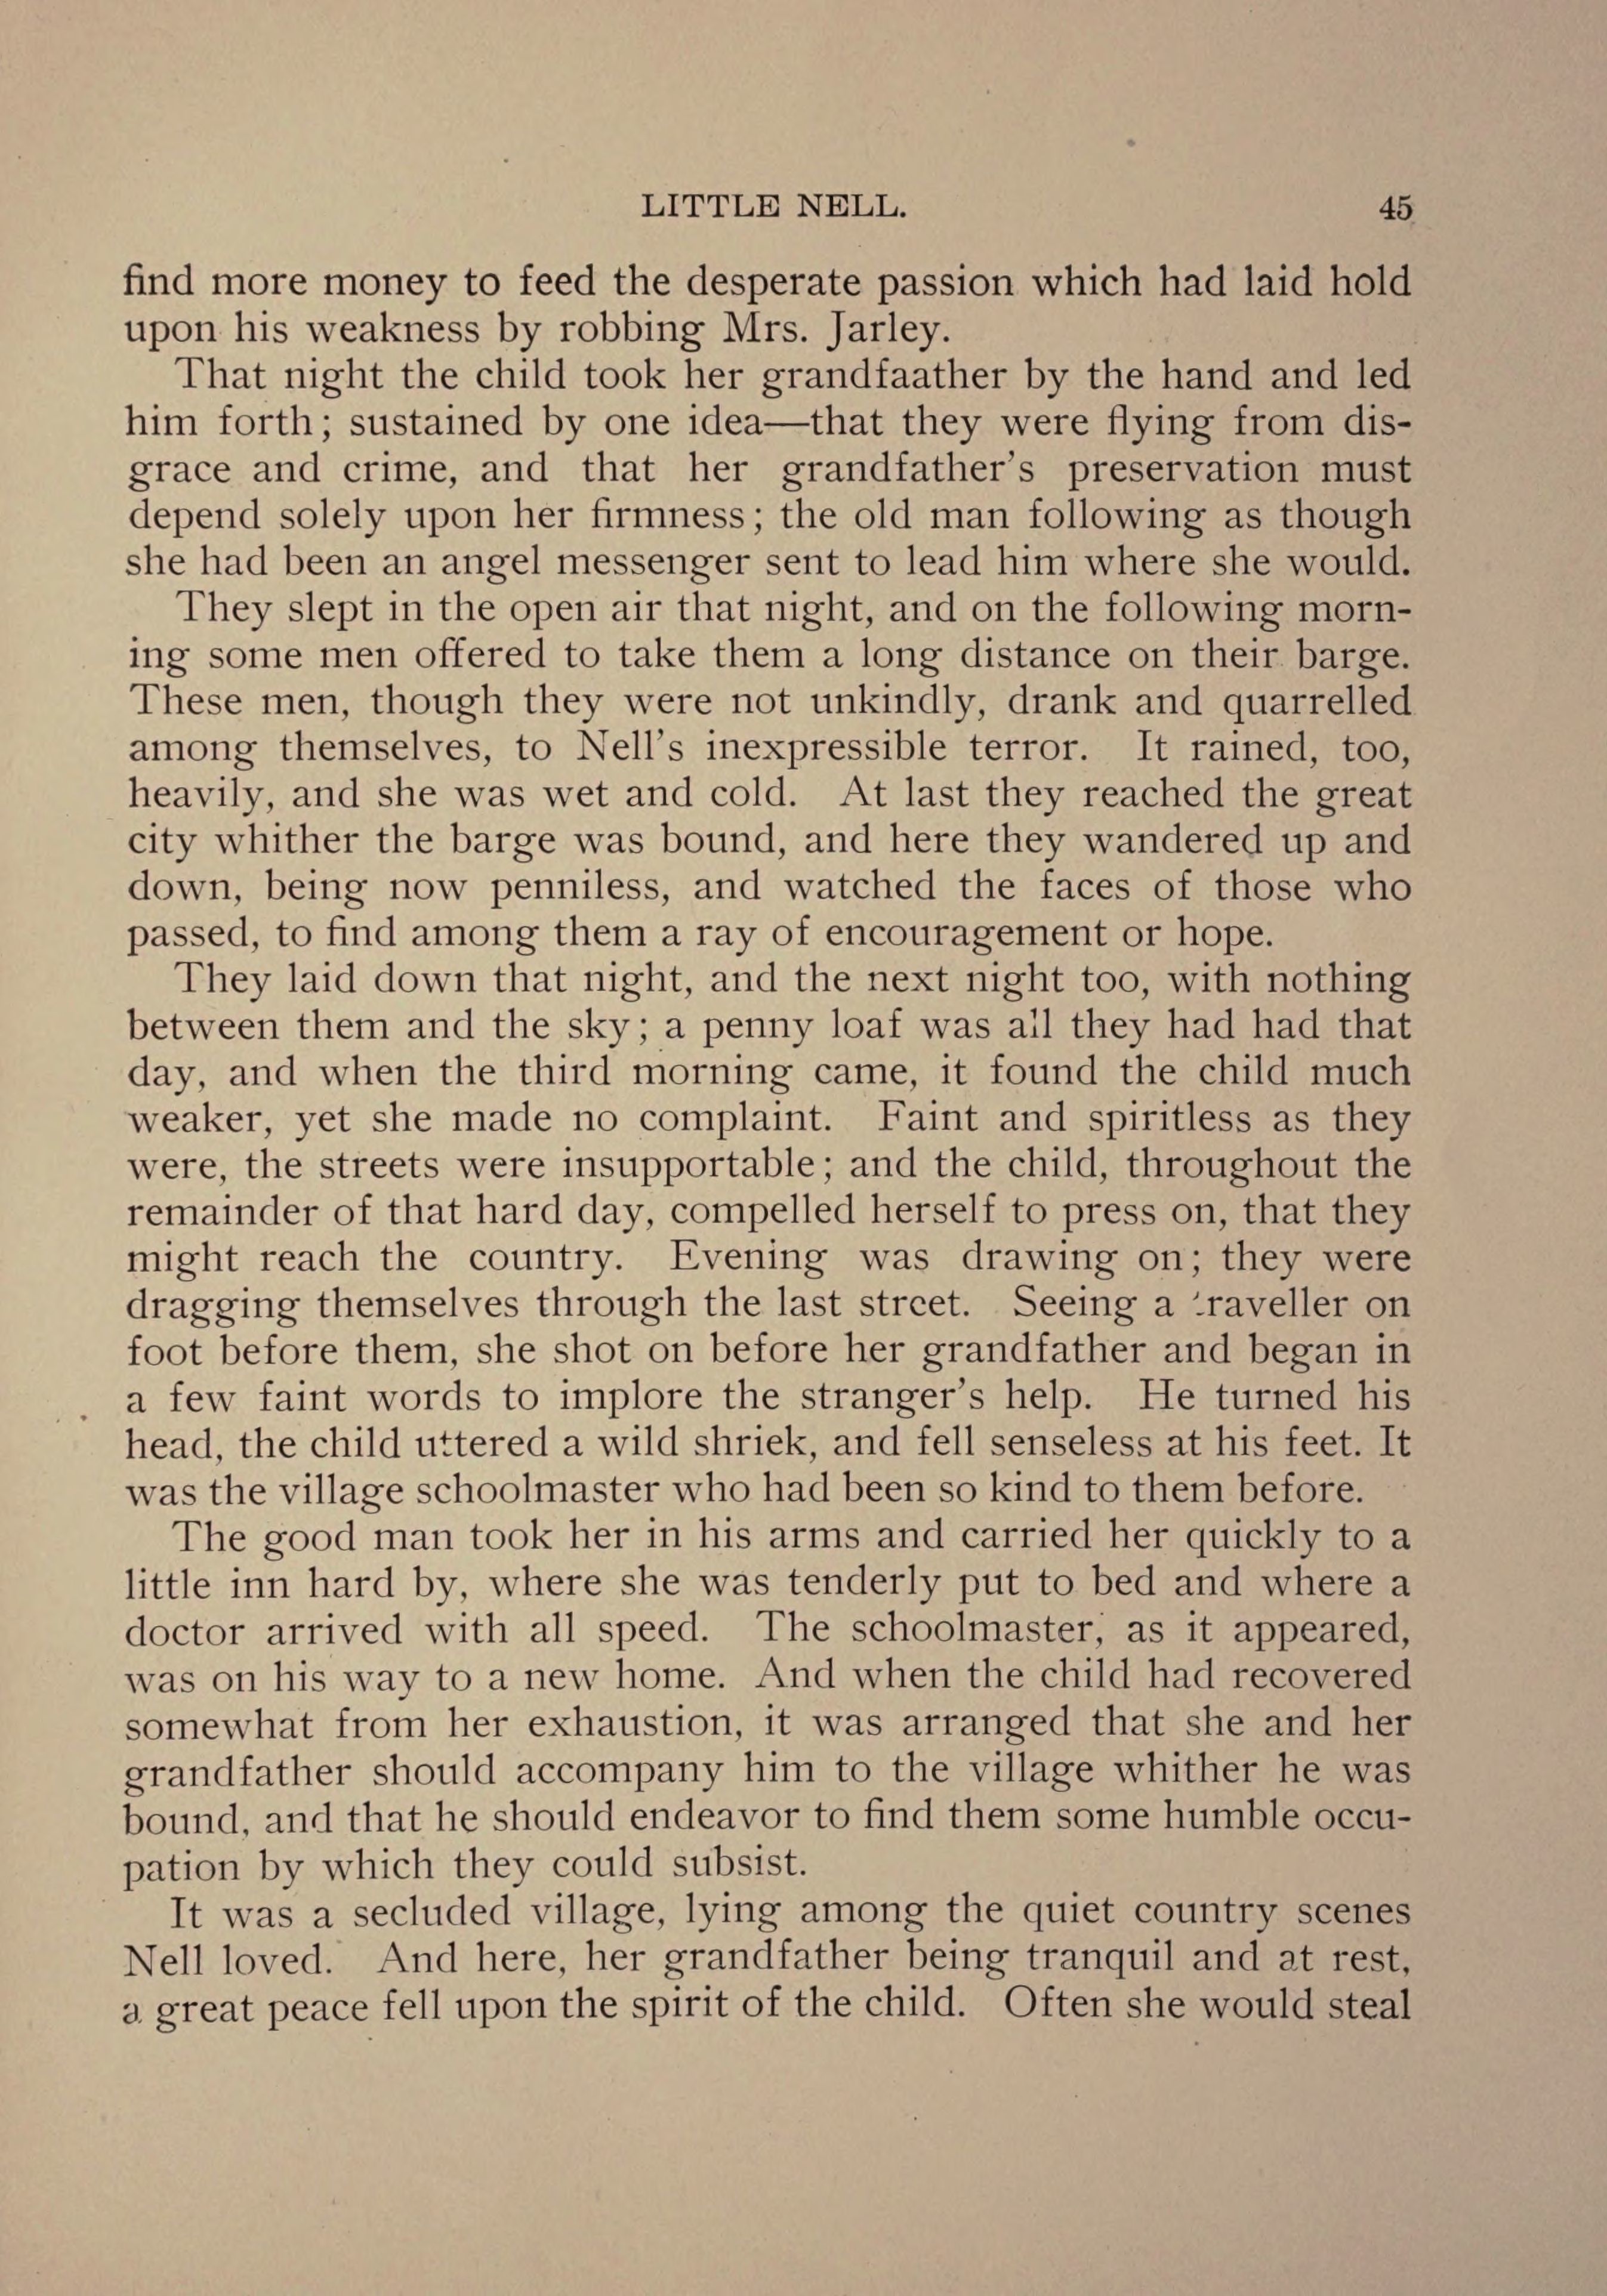 LITTLE NELL. 45
find more money to feed the desperate passion which had laid hold
upon his weakness by robbing Mrs. Jarley.
That night the child took her grandfaather by the hand and led
him forth; sustained by one idea—that they were flying from dis-
grace and crime, and that her grandfather's preservation must
depend solely upon her firmness; the old man following as though
she had been an angel messenger sent to lead him where she would.
They slept in the open air that night, and on the following morn-
ing some men offered to take them a long distance on their barge.
These men, though they were not unkindly, drank and quarrelled
among themselves, to Nell's inexpressible terror. It rained, too,
heavily, and she was wet and cold. At last they reached the great
city whither the barge was bound, and here they wandered up and
down, being now penniless, and watched the faces of those who
passed, to find among them a ray of encouragement or hope.
They laid down that night, and the next night too, with nothing
between them and the sky; a penny loaf was all they had had that
day, and when the third morning came, it found the child much
weaker, yet she made no complaint. Faint and spiritless as they
were, the streets were insupportable; and the child, throughout the
remainder of that hard day, compelled herself to press on, that they
might reach the country. Evening was drawing on; they were
dragging themselves through the last street. Seeing a traveller on
foot before them, she shot on before her grandfather and began in
a few faint words to implore the stranger's help. He turned his
head, the child uttered a wild shriek, and fell senseless at his feet. It
was the village schoolmaster who had been so kind to them before.
The good man took her in his arms and carried her quickly to a
little inn hard by, where she was tenderly put to bed and where a
doctor arrived with all speed. The schoolmaster, as it appeared,
was on his way to a new home. And when the child had recovered
somewhat from her exhaustion, it was arranged that she and her
grandfather should accompany him to the village whither he was
bound, and that he should endeavor to find them some humble occu-
pation by which they could subsist.
It was a secluded village, lying among the quiet country scenes
Nell loved. And here, her grandfather being tranquil and at rest,
a great peace fell upon the spirit of the child. Often she would steal